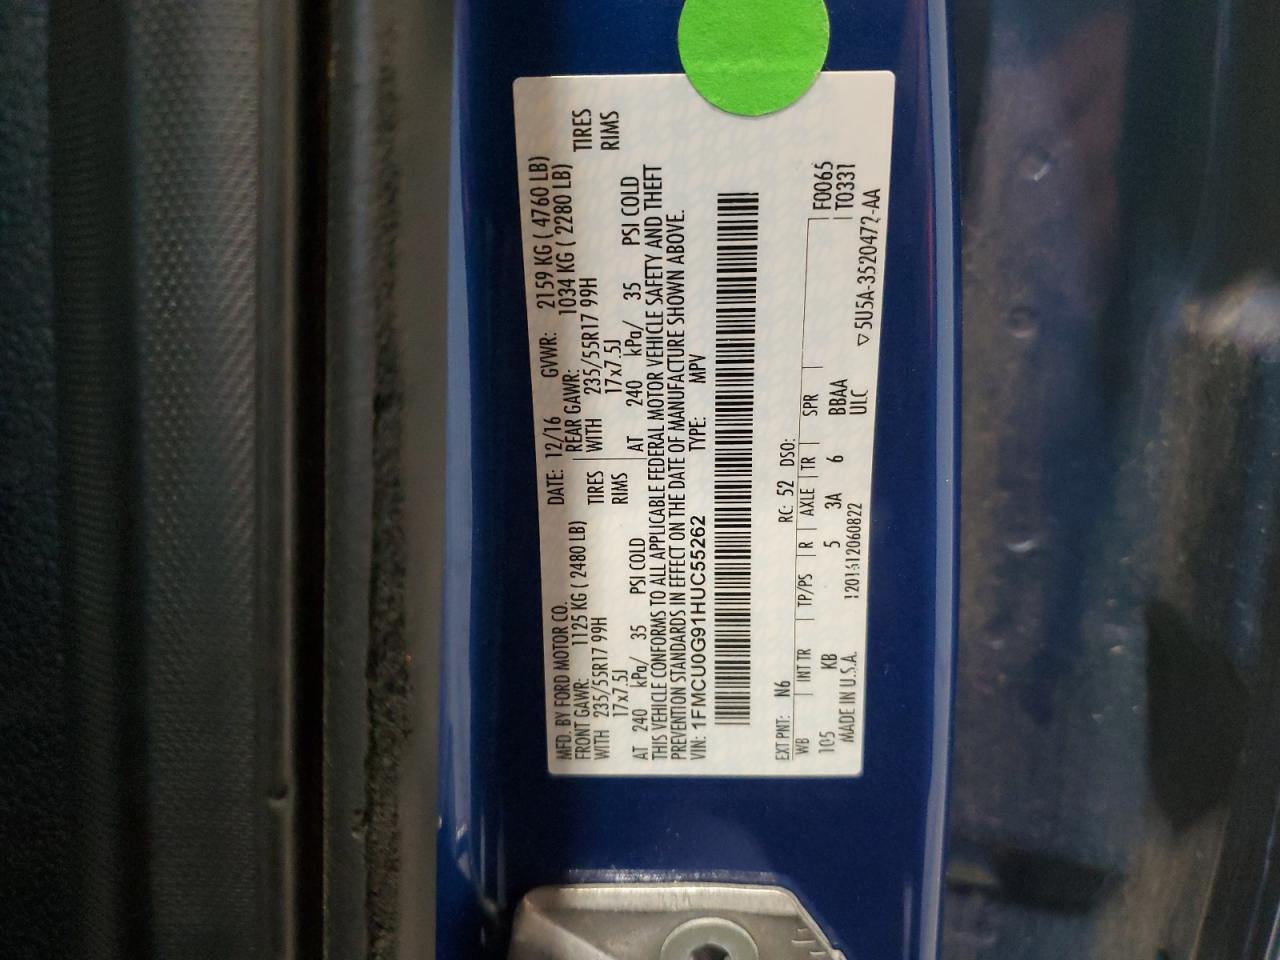 MFD. BY FORD MOTOR CO.
DATE: 12/16 GVWR: 2159 KG ( 4760 LB)
FRONT GAWR: 1125 KG ( 2480 LB)
REAR GAWR: 1034 KG ( 2280 LB)
WITH 235/55R17 99H TIRES
WITH 235/55R17 99H TIRES
17x7.5J RIMS
17x7.5J RIMS
AT 240 kPa/ 35 PSI COLD
AT 240 kPa/ 35 PSI COLD
THIS VEHICLE CONFORMS TO ALL APPLICABLE FEDERAL MOTOR VEHICLE SAFETY AND THEFT
PREVENTION STANDARDS IN EFFECT ON THE DATE OF MANUFACTURE SHOWN ABOVE.
VIN: 1FMCU0G91HUC55262 TYPE: MPV
EXT PNT: N6 RC: 52 DSO:
WB INT TR TP/PS R AXLE TR SPR F0065
105 KB 5 3A 6 BBAA T0331
MADE IN U.S.A. ULC
1201612060822 ▽5U5A-3520472-AA